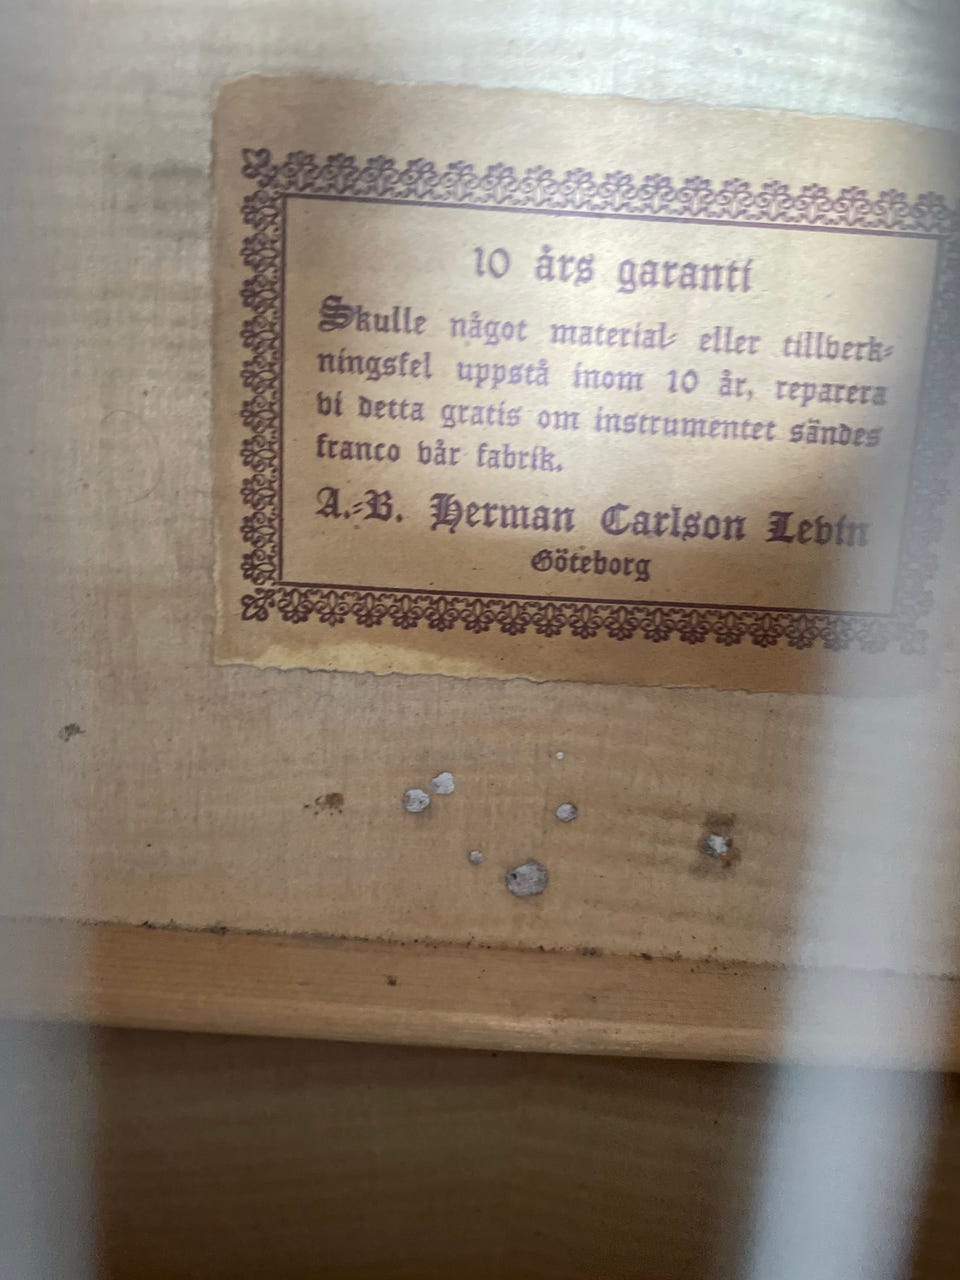 10 års garanti
Skulle något material- eller tillverk-
ningsfel uppstå inom 10 år, reparera
vi detta gratis om instrumentet sändes
franco vår fabrik.
A.-B. Herman Carlson Levin
Göteborg